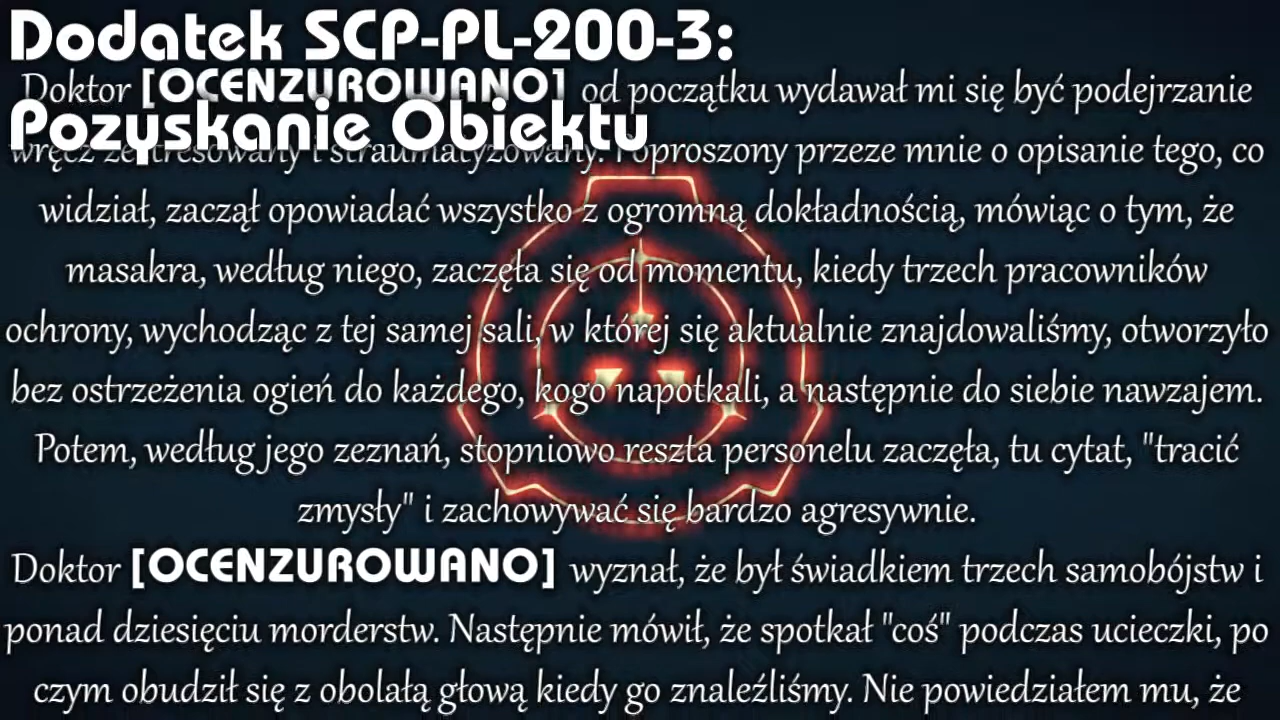 Dodatek SCP-PL-200-3:
Doktor [OCENZUROWANO] od początku wydawał mi się być podejrzanie
Pozyskanie Obiektu
wręcz zestresowany i straumatyzowany. Poproszony przeze mnie o opisanie tego, co
widział, zaczął opowiadać wszystko z ogromną dokładnością, mówiąc o tym, że
masakra, według niego, zaczęła się od momentu, kiedy trzech pracowników
ochrony, wychodząc z tej samej sali, w której się aktualnie znajdowaliśmy, otworzyło
bez ostrzeżenia ogień do każdego, kogo napotkali, a następnie do siebie nawzajem.
Potem, według jego zeznań, stopniowo reszta personelu zaczęła, tu cytat, "tracić
zmysły" i zachowywać się bardzo agresywnie.
Doktor [OCENZUROWANO] wyznał, że był świadkiem trzech samobójstw i
ponad dziesięciu morderstw. Następnie mówił, że spotkał "coś" podczas ucieczki, po
czym obudził się z obolałą głową kiedy go znaleźliśmy. Nie powiedziałem mu, że